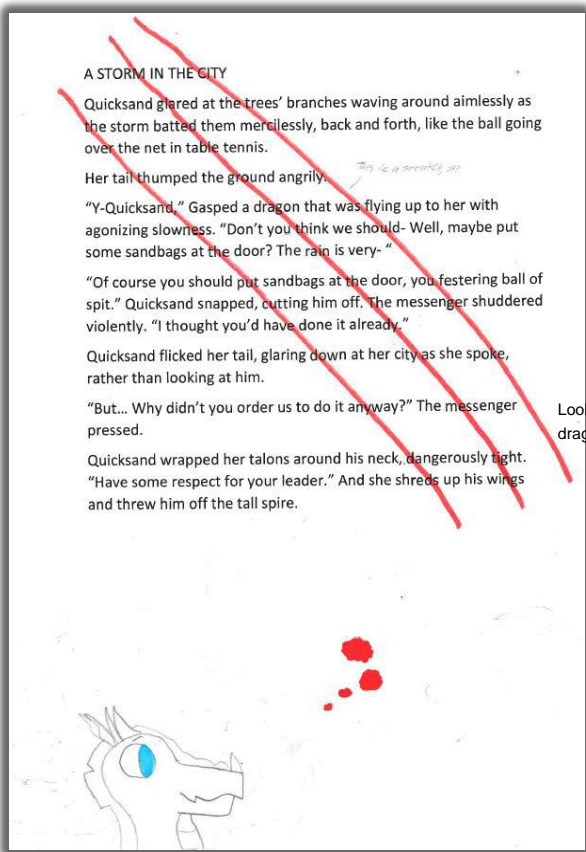 A STORM IN THE CITY
Quicksand glared at the trees’ branches waving around aimlessly as
the storm batted them mercilessly, back and forth, like the ball going
over the net in table tennis.
This is a scratch,
Her tail thumped the ground angrily.
“Y-Quicksand,” Gasped a dragon that was flying up to her with
agonizing slowness. “Don’t you think we should- Well, maybe put
some sandbags at the door? The rain is very- “
“Of course you should put sandbags at the door, you festering ball of
spit.” Quicksand snapped, cutting him off. The messenger shuddered
violently. “I thought you’d have done it already.”
Quicksand flicked her tail, glaring down at her city as she spoke,
rather than looking at him.
“But... Why didn’t you order us to do it anyway?” The messenger
pressed.
Quicksand wrapped her talons around his neck, dangerously tight.
“Have some respect for your leader.” And she shreds up his wings
and threw him off the tall spire.